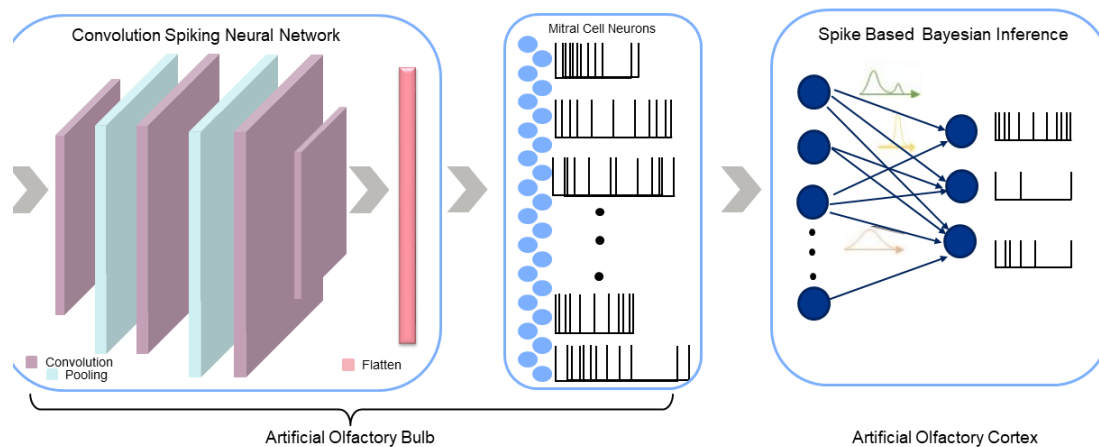 Convolution Spiking Neural Network
Mitral Cell Neurons
Spike Based Bayesian Inference
Convolution
Pooling
Flatten
Artificial Olfactory Bulb
Artificial Olfactory Cortex